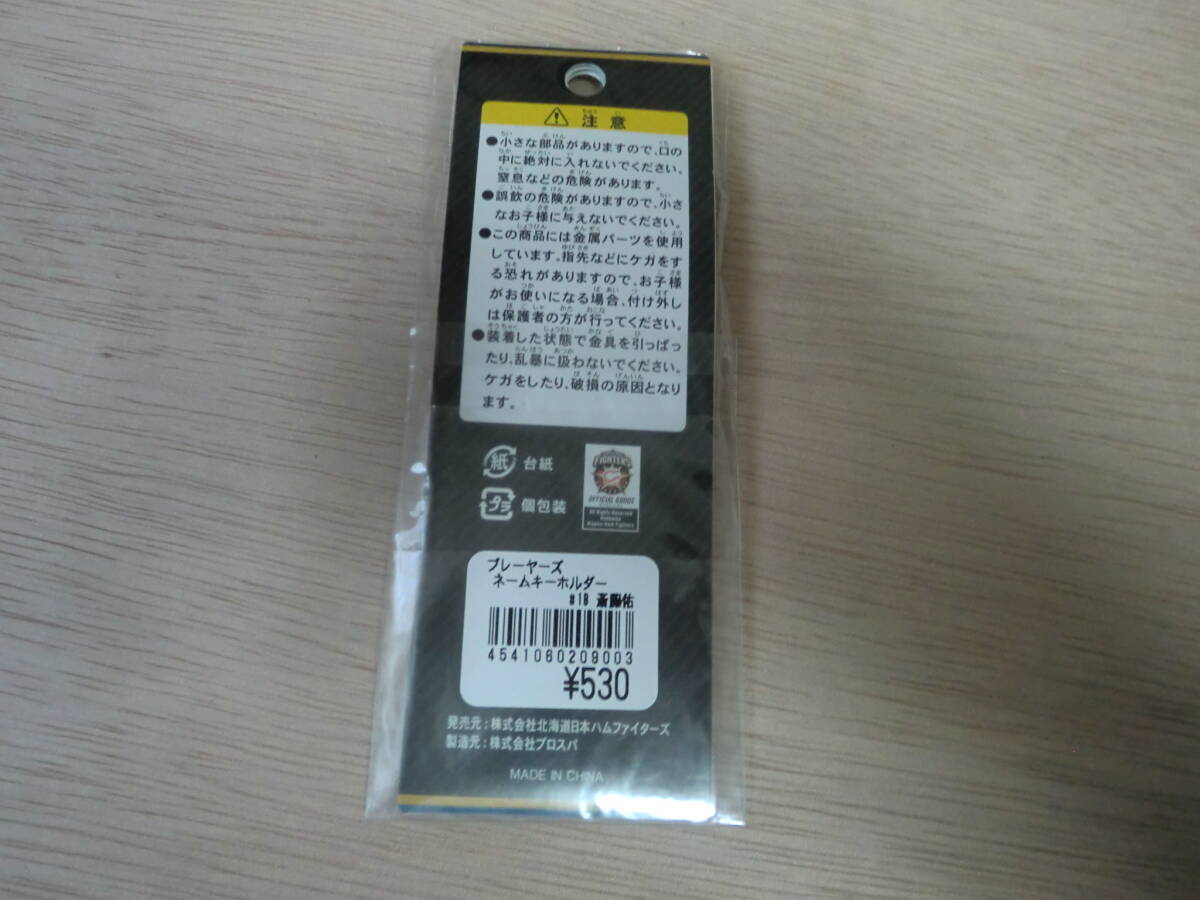 注意
●小さな部品がありますので、口の
中に絶対に入れないでください。
窒息などの危険があります。
●誤飲の危険がありますので、小さ
なお子様に与えないでください。
●この商品には金属パーツを使用
しています。指先などにケガをす
る恐れがありますので、お子様
がお使いになる場合、付け外し
は保護者の方が行ってください。
●装着した状態で金具を引っぱっ
たり、乱暴に扱わないでください。
ケガをしたり、破損の原因となり
ます。
紙 台紙
プラ 個包装
FIGHTERS
OFFICIAL GOODS
All Rights Reserved
Hokkaido
Nippon-Ham Fighters
プレーヤーズ
ネームキーホルダー
#18 斎藤佑
4541060209003
¥530
発売元：株式会社北海道日本ハムファイターズ
製造元：株式会社プロスパ
MADE IN CHINA